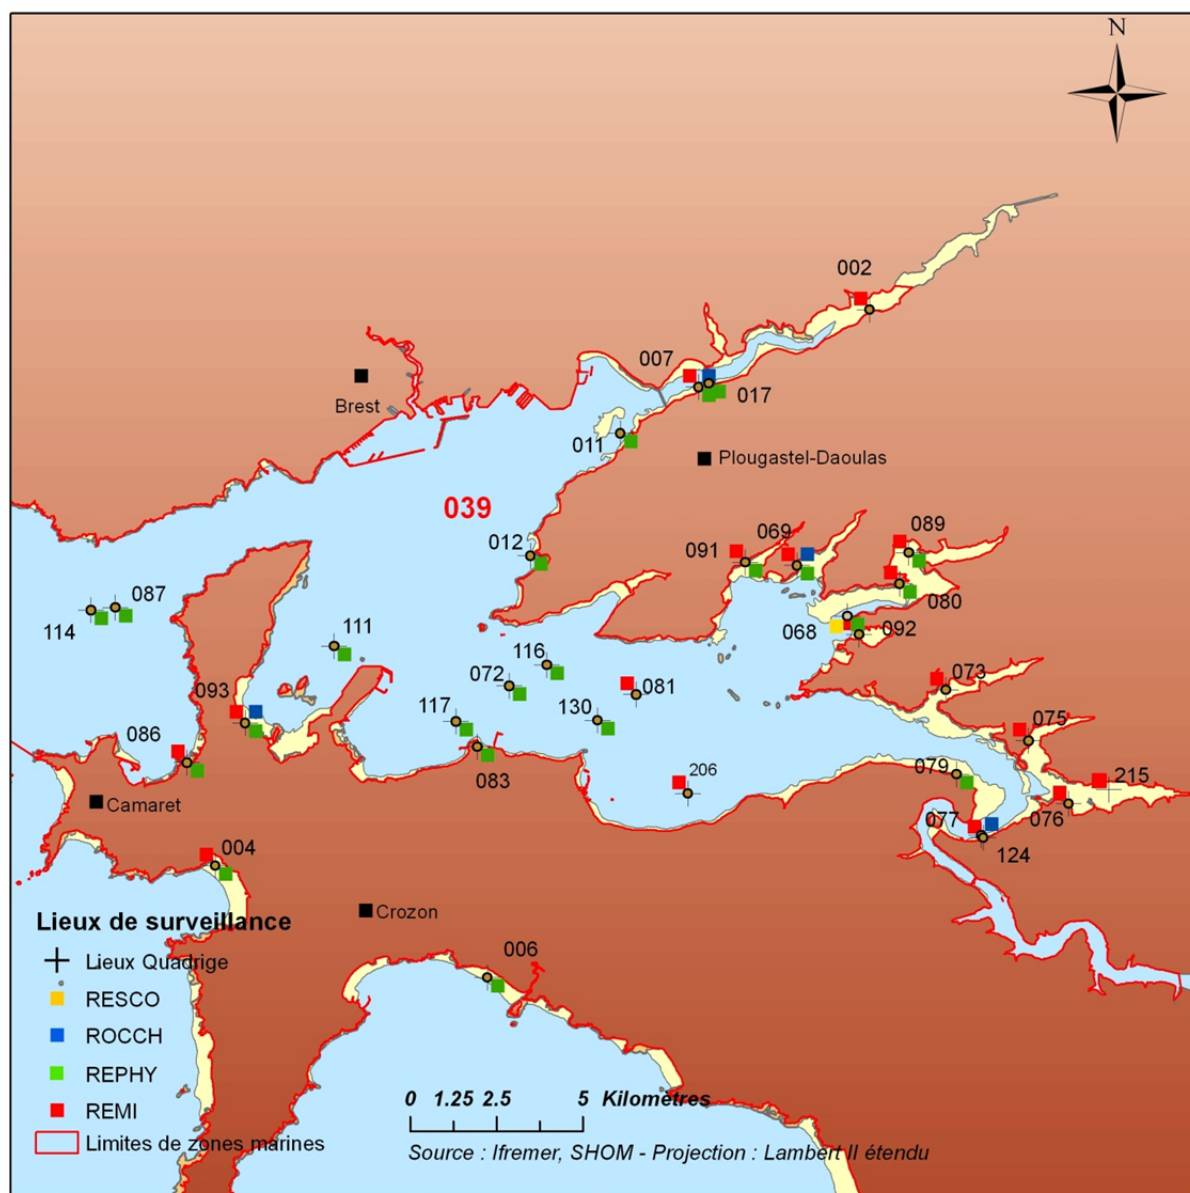 N
002
007
Brest
017
011
Plougastel-Daoulas
039
012
069
089
091
087
080
114
068
092
111
116
073
072
081
093
117
130
075
086
083
206
079
215
Camaret
077
076
124
004
Crozon
Lieux de surveillance
006
Lieux Quadrige
RESCO
ROCCH
REPHY
REMI
Limites de zones marines
0 1.25 2.5 5 Kilomètres
Source : Ifremer, SHOM - Projection : Lambert II étendu